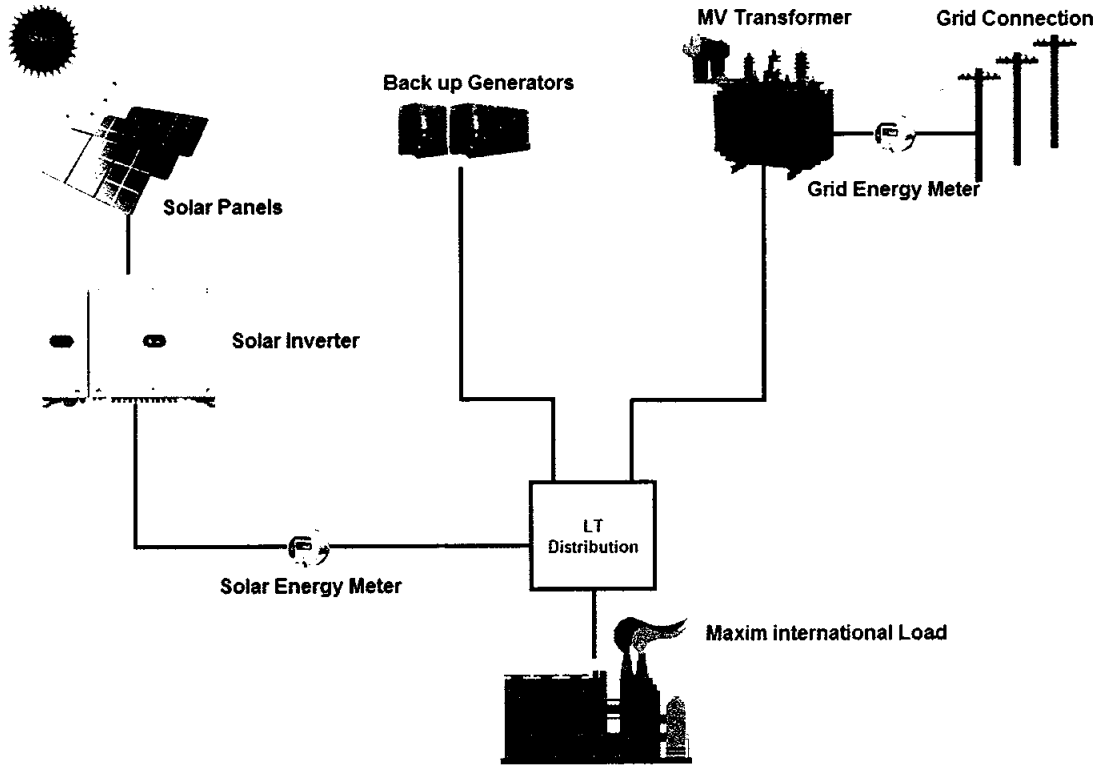 MV Transformer
Grid Connection
Back up Generators
Solar Panels
Grid Energy Meter
Solar Inverter
LT
Distribution
Solar Energy Meter
Maxim international Load